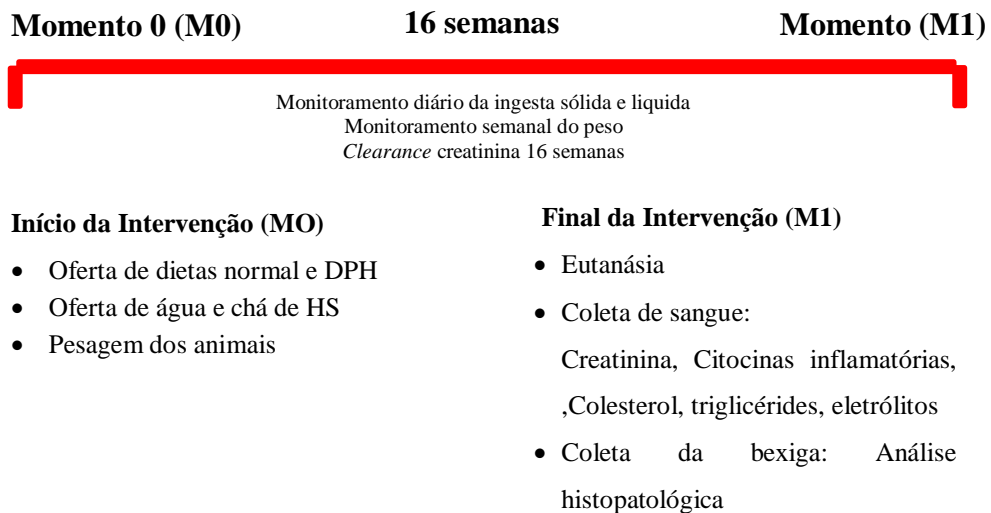 Momento 0 (M0) 16 semanas Momento (M1)
Monitoramento diário da ingesta sólida e liquida
Monitoramento semanal do peso
Clearance creatinina 16 semanas
Início da Intervenção (MO)
• Oferta de dietas normal e DPH
• Oferta de água e chá de HS
• Pesagem dos animais
Final da Intervenção (M1)
• Eutanásia
• Coleta de sangue:
Creatinina, Citocinas inflamatórias,
,Colesterol, triglicérides, eletrólitos
• Coleta da bexiga: Análise
histopatológica